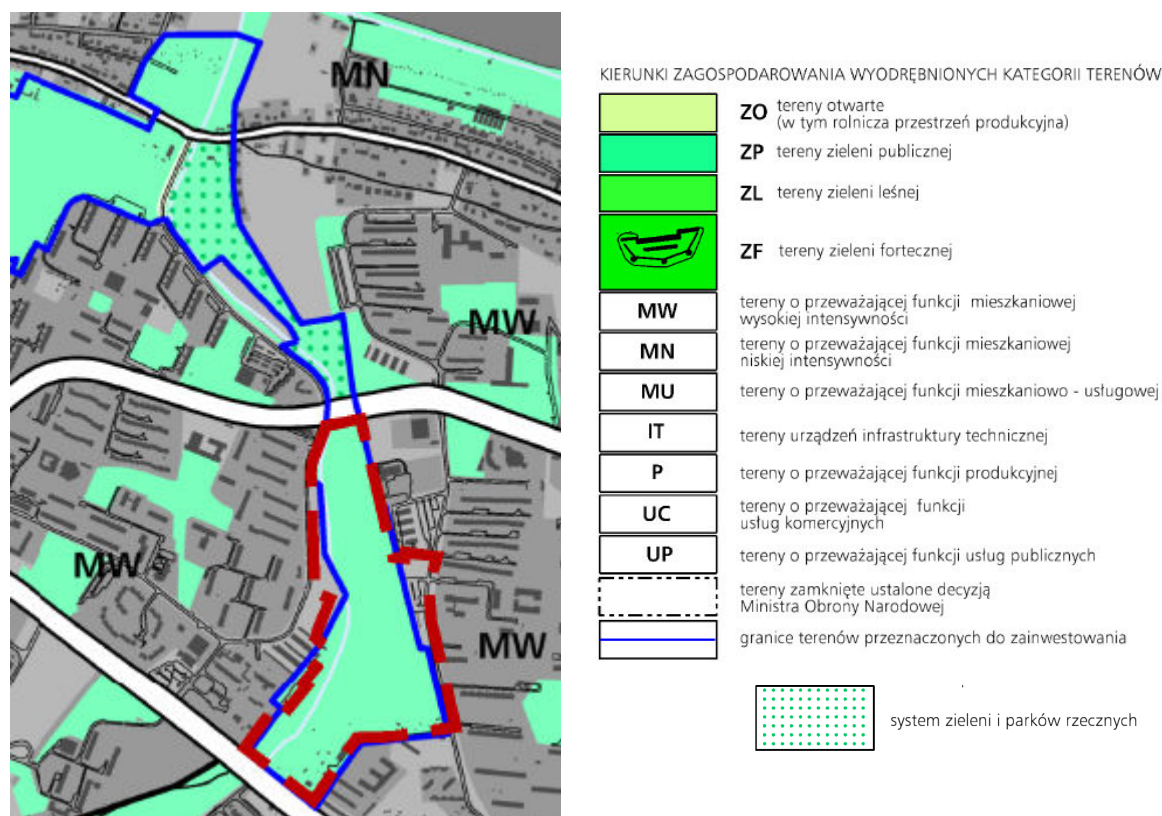 MN
MW
MW
MW
KIERUNKI ZAGOSPODAROWANIA WYODRĘBNIONYCH KATEGORII TERENÓW
ZO tereny otwarte
(w tym rolnicza przestrzeń produkcyjna)
ZP tereny zieleni publicznej
ZL tereny zieleni leśnej
ZF tereny zieleni fortecznej
MW tereny o przeważającej funkcji mieszkaniowej
wysokiej intensywności
MN tereny o przeważającej funkcji mieszkaniowej
niskiej intensywności
MU tereny o przeważającej funkcji mieszkaniowo - usługowej
IT tereny urządzeń infrastruktury technicznej
P tereny o przeważającej funkcji produkcyjnej
UC tereny o przeważającej funkcji
usług komercyjnych
UP tereny o przeważającej funkcji usług publicznych
tereny zamknięte ustalone decyzją
Ministra Obrony Narodowej
granice terenów przeznaczonych do zainwestowania
system zieleni i parków rzecznych